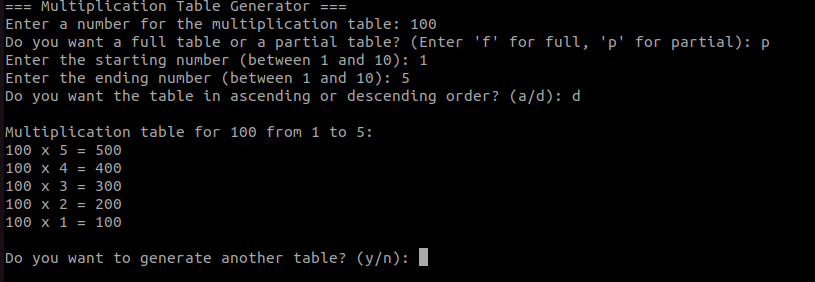 === Multiplication Table Generator ===
Enter a number for the multiplication table: 100
Do you want a full table or a partial table? (Enter 'f' for full, 'p' for partial): p
Enter the starting number (between 1 and 10): 1
Enter the ending number (between 1 and 10): 5
Do you want the table in ascending or descending order? (a/d): d

Multiplication table for 100 from 1 to 5:
100 x 5 = 500
100 x 4 = 400
100 x 3 = 300
100 x 2 = 200
100 x 1 = 100

Do you want to generate another table? (y/n):